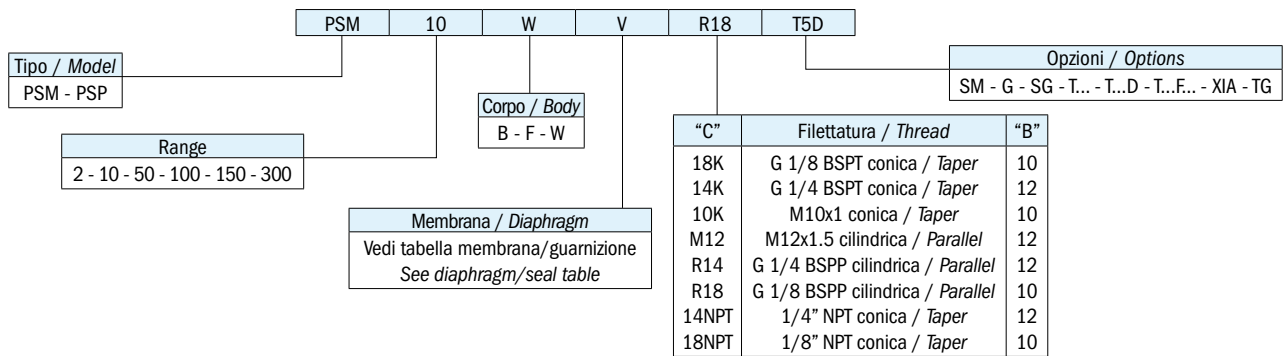 PSM 10 W V R18 T5D
Tipo / Model
PSM - PSP
Opzioni / Options
SM - G - SG - T... - T...D - T...F... - XIA - TG
Corpo / Body
B - F - W
Range
2 - 10 - 50 - 100 - 150 - 300
Membrana / Diaphragm
Vedi tabella membrana/guarnizione
See diaphragm/seal table
“C” Filettatura / Thread “B”
18K G 1/8 BSPT conica / Taper 10
14K G 1/4 BSPT conica / Taper 12
10K M10x1 conica / Taper 10
M12 M12x1.5 cilindrica / Parallel 12
R14 G 1/4 BSPP cilindrica / Parallel 12
R18 G 1/8 BSPP cilindrica / Parallel 10
14NPT 1/4” NPT conica / Taper 12
18NPT 1/8” NPT conica / Taper 10